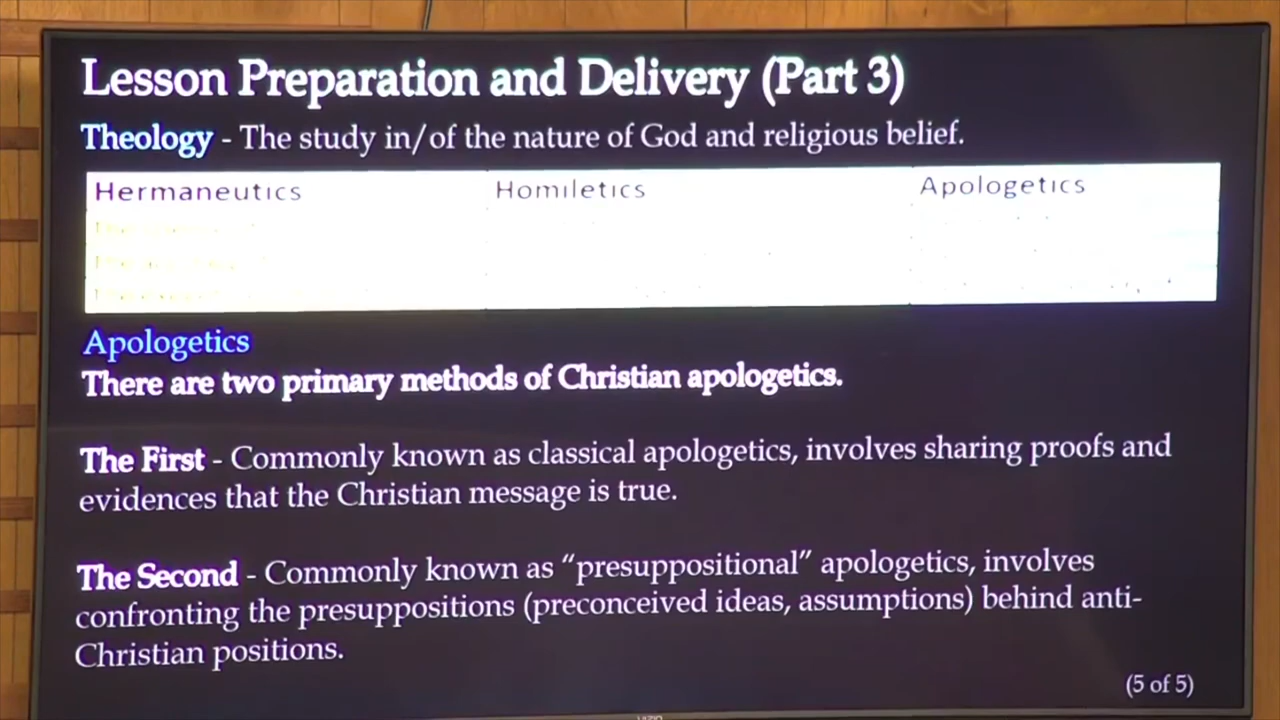 Lesson Preparation and Delivery (Part 3)
Theology - The study in/of the nature of God and religious belief.
Hermaneutics Homiletics Apologetics
Apologetics
There are two primary methods of Christian apologetics.
The First - Commonly known as classical apologetics, involves sharing proofs and
evidences that the Christian message is true.
The Second - Commonly known as “presuppositional” apologetics, involves
confronting the presuppositions (preconceived ideas, assumptions) behind anti-
Christian positions.
(5 of 5)
VIZIO